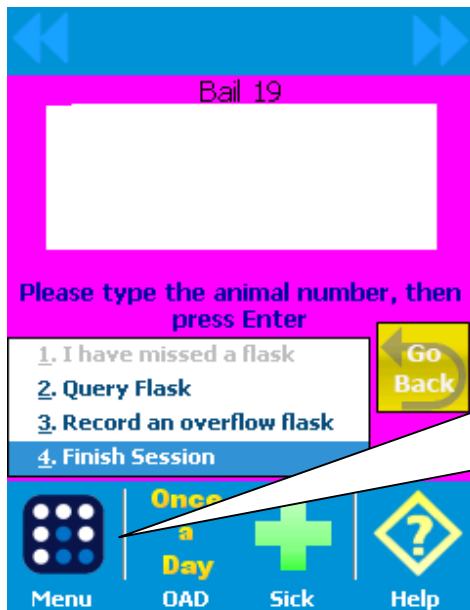 Bail 19
Please type the animal number, then
press Enter
1. I have missed a flask
2. Query Flask
3. Record an overflow flask
4. Finish Session
Go
Back
Once
a
Day
?
Menu
OAD
Sick
Help